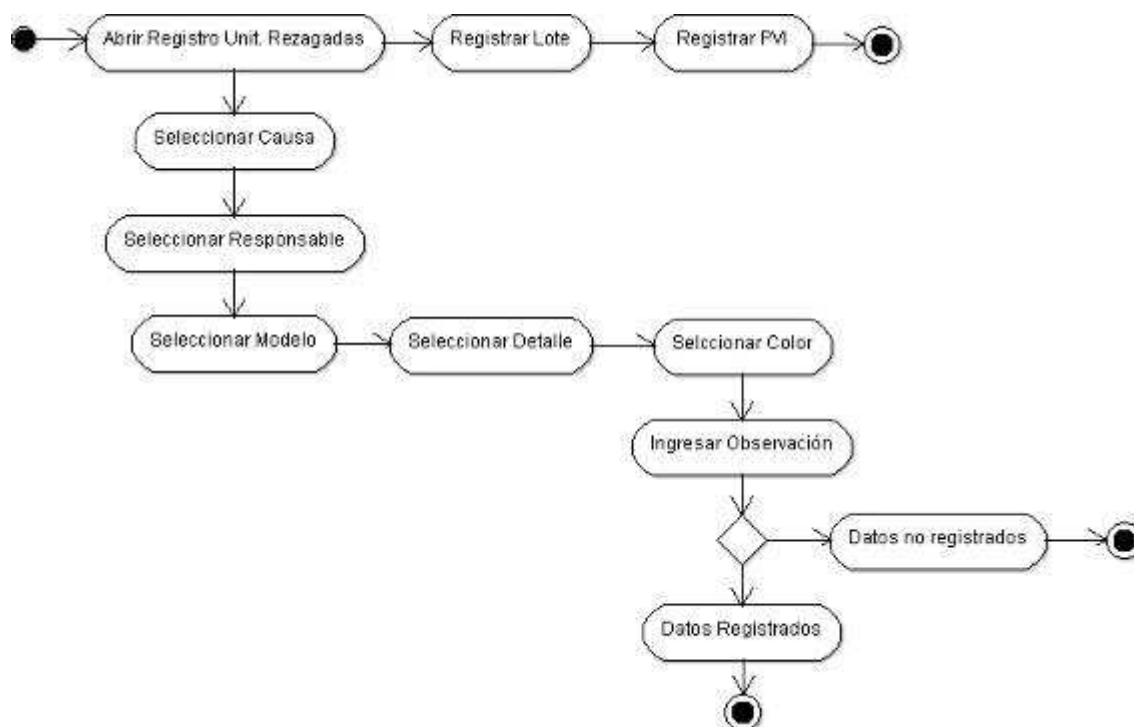 Abrir Registro Unit. Rezagadas
Registrar Lote
Registrar PVI
Seleccionar Causa
Seleccionar Responsable
Seleccionar Modelo
Seleccionar Detalle
Selccionar Color
Ingresar Observación
Datos no registrados
Datos Registrados